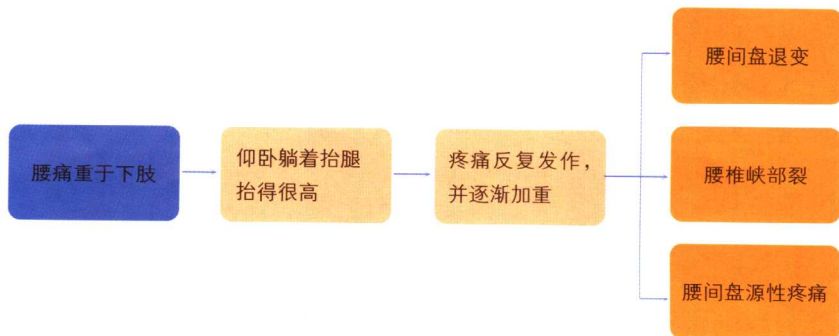 腰痛重于下肢
仰卧躺着抬腿
抬得很高
疼痛反复发作，
并逐渐加重
腰间盘退变
腰椎峡部裂
腰间盘源性疼痛